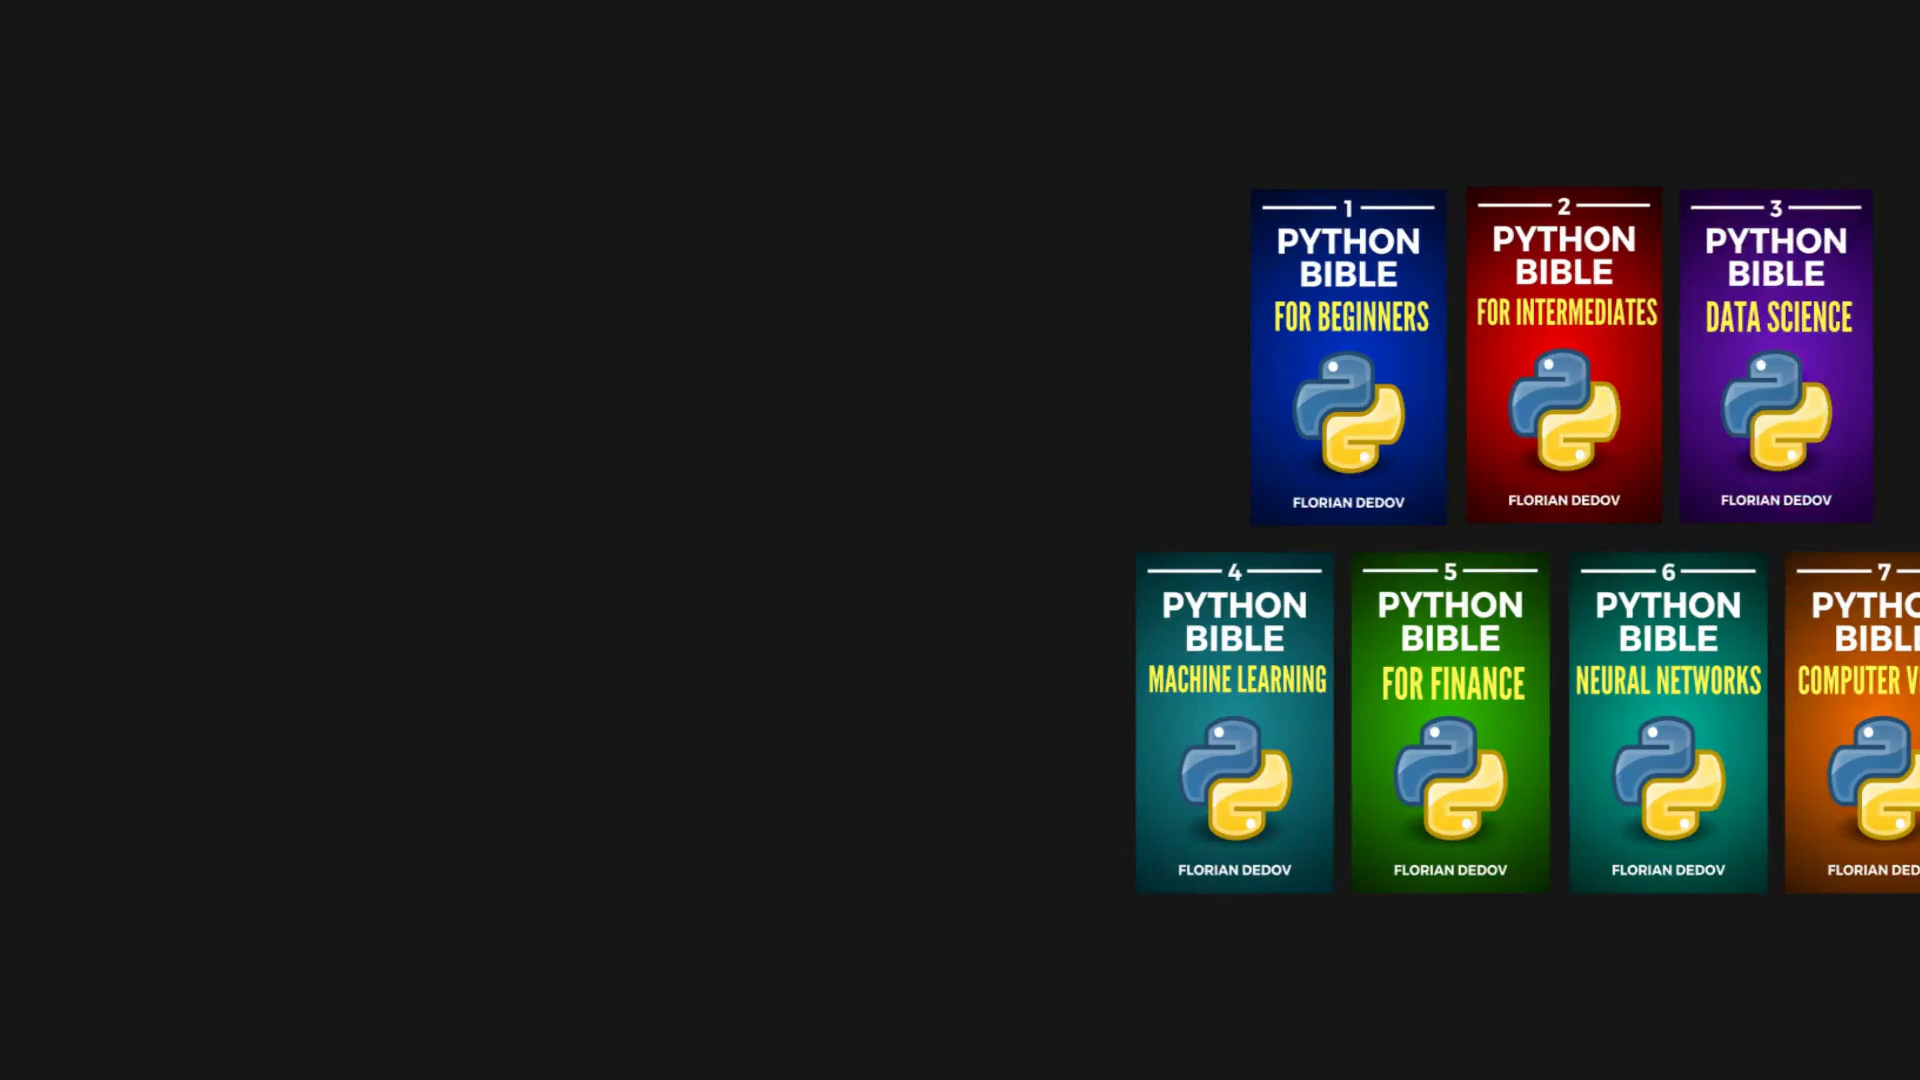 1
PYTHON
BIBLE
FOR BEGINNERS
FLORIAN DEDOV
2
PYTHON
BIBLE
FOR INTERMEDIATES
FLORIAN DEDOV
3
PYTHON
BIBLE
DATA SCIENCE
FLORIAN DEDOV
4
PYTHON
BIBLE
MACHINE LEARNING
FLORIAN DEDOV
5
PYTHON
BIBLE
FOR FINANCE
FLORIAN DEDOV
6
PYTHON
BIBLE
NEURAL NETWORKS
FLORIAN DEDOV
7
COMPUTER
FLORIAN